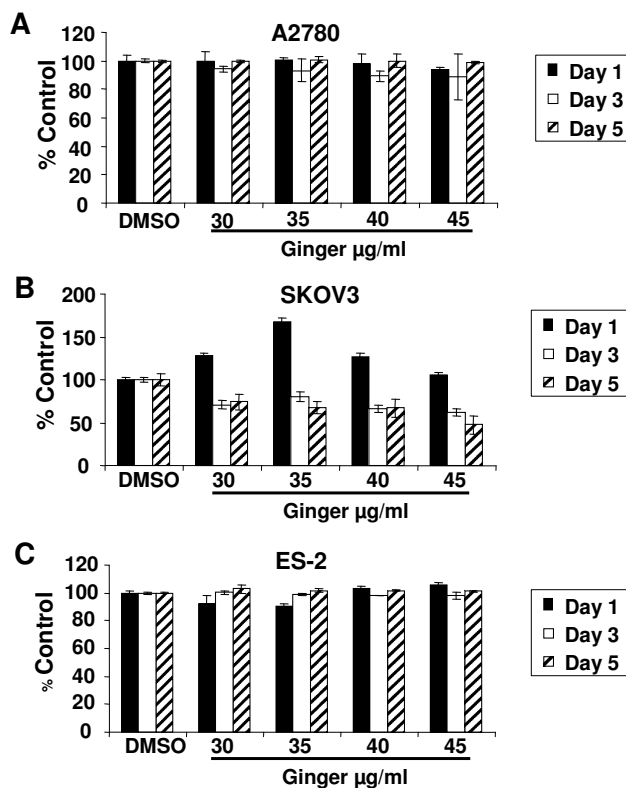 A
A2780
% Control
120
100
80
60
40
20
0
DMSO 30 35 40 45
Ginger µg/ml
Day 1
Day 3
Day 5
B
SKOV3
% Control
200
150
100
50
0
DMSO 30 35 40 45
Ginger µg/ml
Day 1
Day 3
Day 5
C
ES-2
% Control
120
100
80
60
40
20
0
DMSO 30 35 40 45
Ginger µg/ml
Day 1
Day 3
Day 5